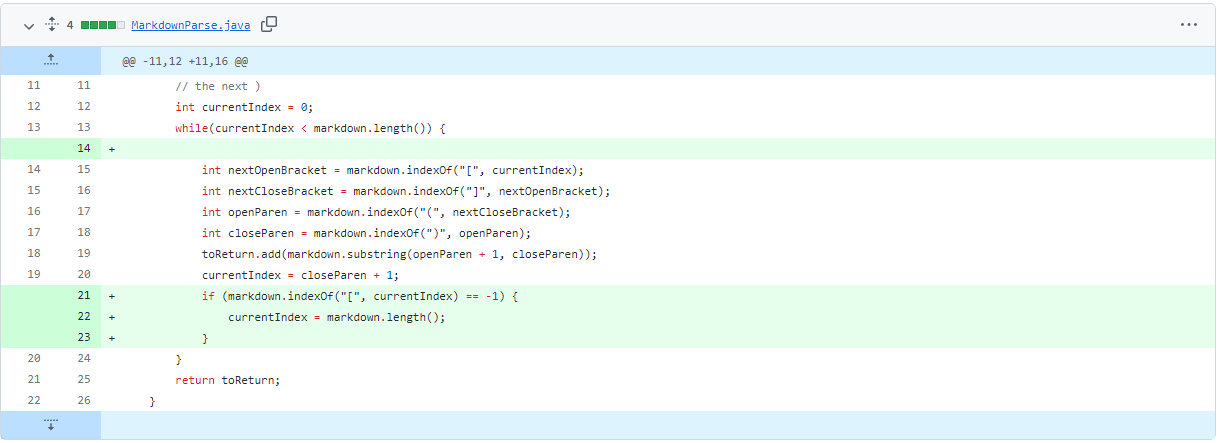 4 MarkdownParse.java
@@ -11,12 +11,16 @@
11 11 // the next )
12 12 int currentIndex = 0;
13 13 while(currentIndex < markdown.length()) {
14 +
14 15 int nextOpenBracket = markdown.indexOf("[", currentIndex);
15 16 int nextCloseBracket = markdown.indexOf("]", nextOpenBracket);
16 17 int openParen = markdown.indexOf("(", nextCloseBracket);
17 18 int closeParen = markdown.indexOf(")", openParen);
18 19 toReturn.add(markdown.substring(openParen + 1, closeParen));
19 20 currentIndex = closeParen + 1;
21 + if (markdown.indexOf("[", currentIndex) == -1) {
22 + currentIndex = markdown.length();
23 + }
20 24 }
21 25 return toReturn;
22 26 }